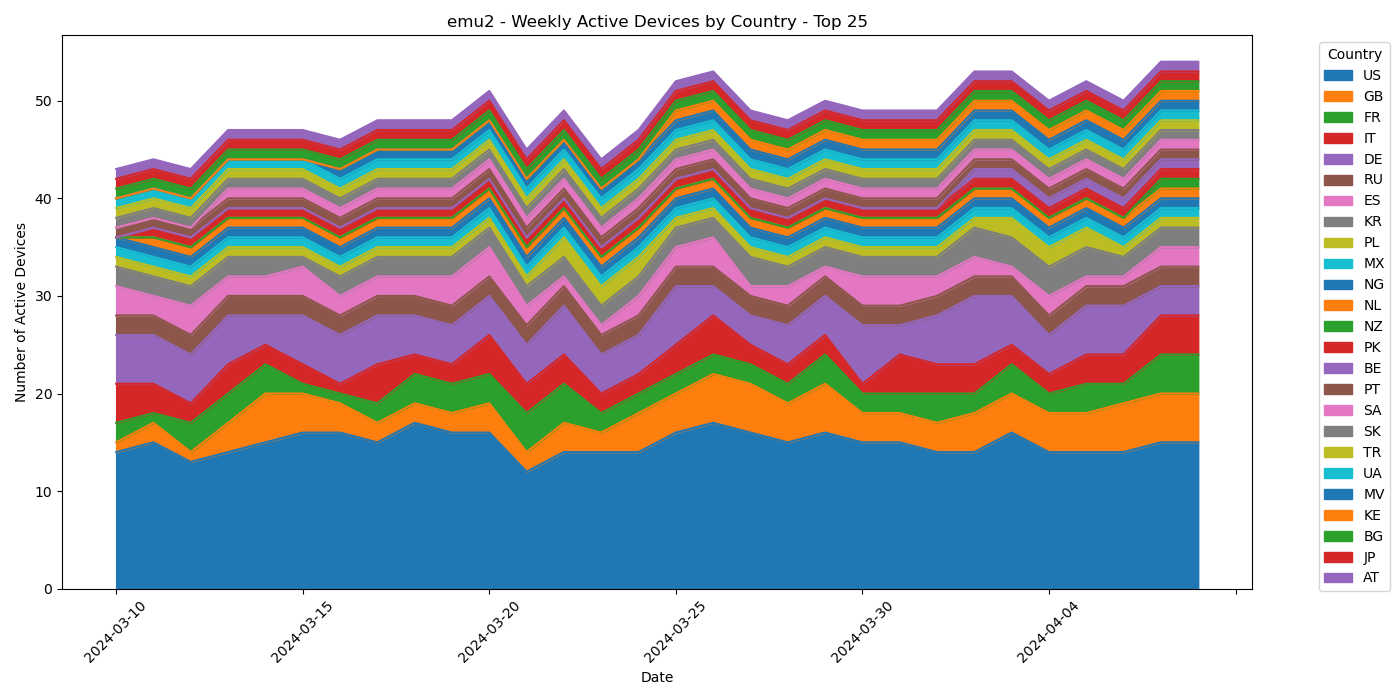 emu2 - Weekly Active Devices by Country - Top 25
Number of Active Devices
50
40
30
20
10
0
2024-03-10
2024-03-15
2024-03-20
2024-03-25
2024-03-30
2024-04-04
Date
Country
US
GB
FR
IT
DE
RU
ES
KR
PL
MX
NG
NL
NZ
PK
BE
PT
SA
SK
TR
UA
MV
KE
BG
JP
AT